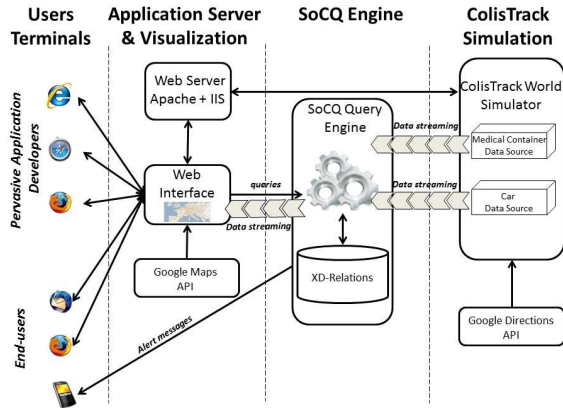 Users
Terminals
Application Server
& Visualization
SoCQ Engine
ColisTrack
Simulation
Pervasive Application
Developers
End-users
Web Server
Apache + IIS
Web
Interface
Google Maps
API
queries
Data streaming
Alert messages
SoCQ Query
Engine
XD-Relations
Data streaming
Data streaming
ColisTrack World
Simulator
Medical Container
Data Source
Car
Data Source
Google Directions
API